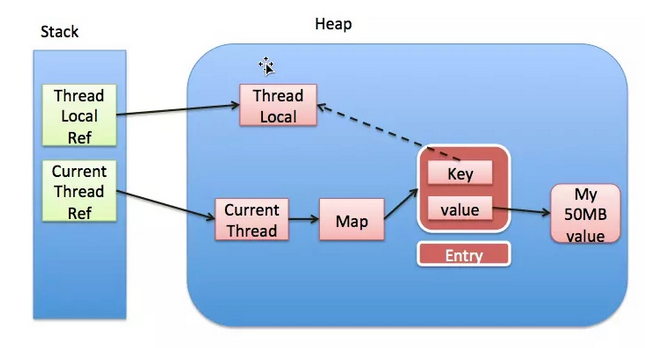 Stack
Heap
Thread
Local
Ref
Thread
Local
Current
Thread
Ref
Key
Current
Thread
Map
value
My
50MB
value
Entry